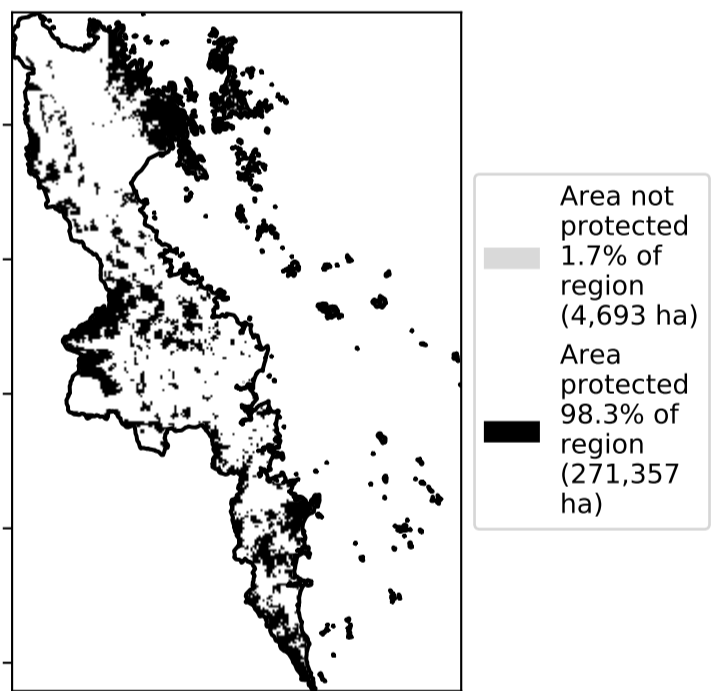 Area not
protected
1.7% of
region
(4,693 ha)
Area
protected
98.3% of
region
(271,357
ha)